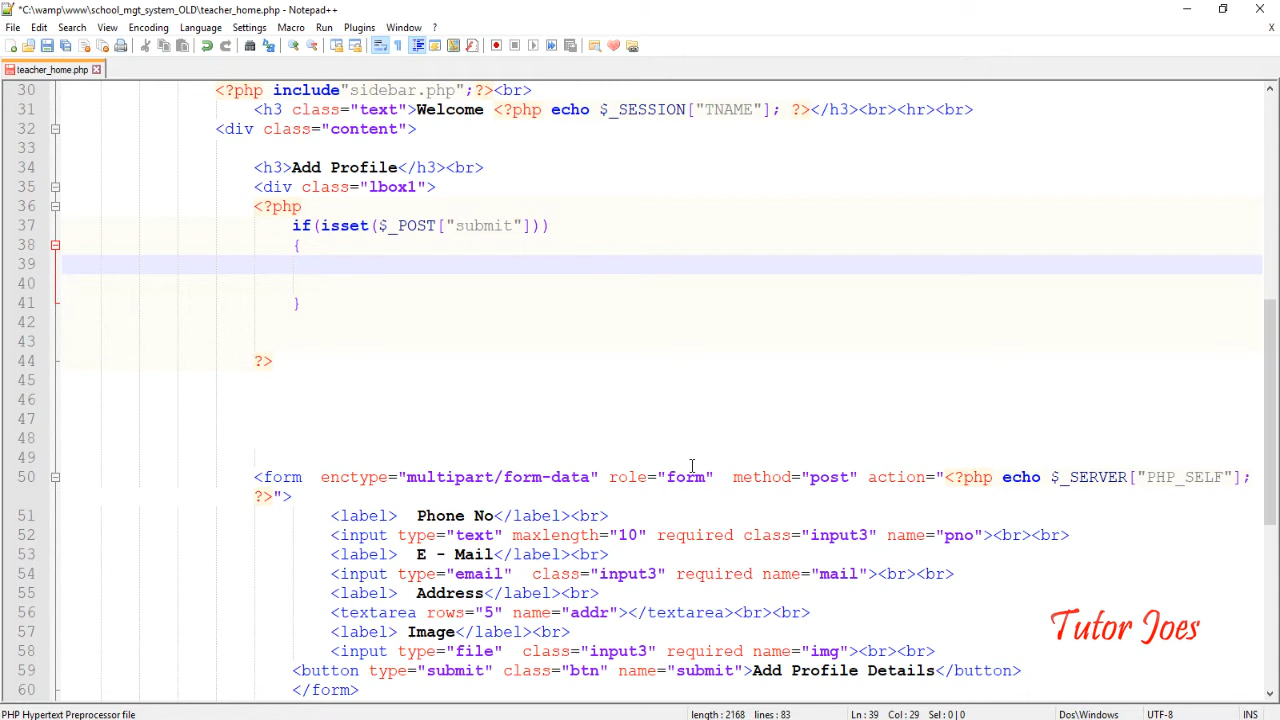 *C:\wamp\www\school_mgt_system_OLD\teacher_home.php - Notepad++
File Edit Search View Encoding Language Settings Macro Run Plugins Window ?
X
teacher_home.php
30 <?php include"sidebar.php";?><br>
31 <h3 class="text">Welcome <?php echo $_SESSION["TNAME"]; ?></h3><br><hr><br>
32 <div class="content">
33
34 <h3>Add Profile</h3><br>
35 <div class="lbox1">
36 <?php
37 if(isset($_POST["submit"]))
38 {
39
40
41 }
42
43
44 ?>
45
46
47
48
49
50 <form  enctype="multipart/form-data" role="form"  method="post" action="<?php echo $_SERVER["PHP_SELF"];
?>">
51 <label>  Phone No</label><br>
52 <input type="text" maxlength="10" required class="input3" name="pno"><br><br>
53 <label>  E - Mail</label><br>
54 <input type="email"  class="input3" required name="mail"><br><br>
55 <label>  Address</label><br>
56 <textarea rows="5" name="addr"></textarea><br><br>
57 <label> Image</label><br>
58 <input type="file"  class="input3" required name="img"><br><br>
59 <button type="submit" class="btn" name="submit">Add Profile Details</button>
60 </form>
Tutor Joes
PHP Hypertext Preprocessor file length : 2168 lines : 83 Ln : 39 Col : 29 Sel : 0 | 0 Dos\Windows UTF-8 INS